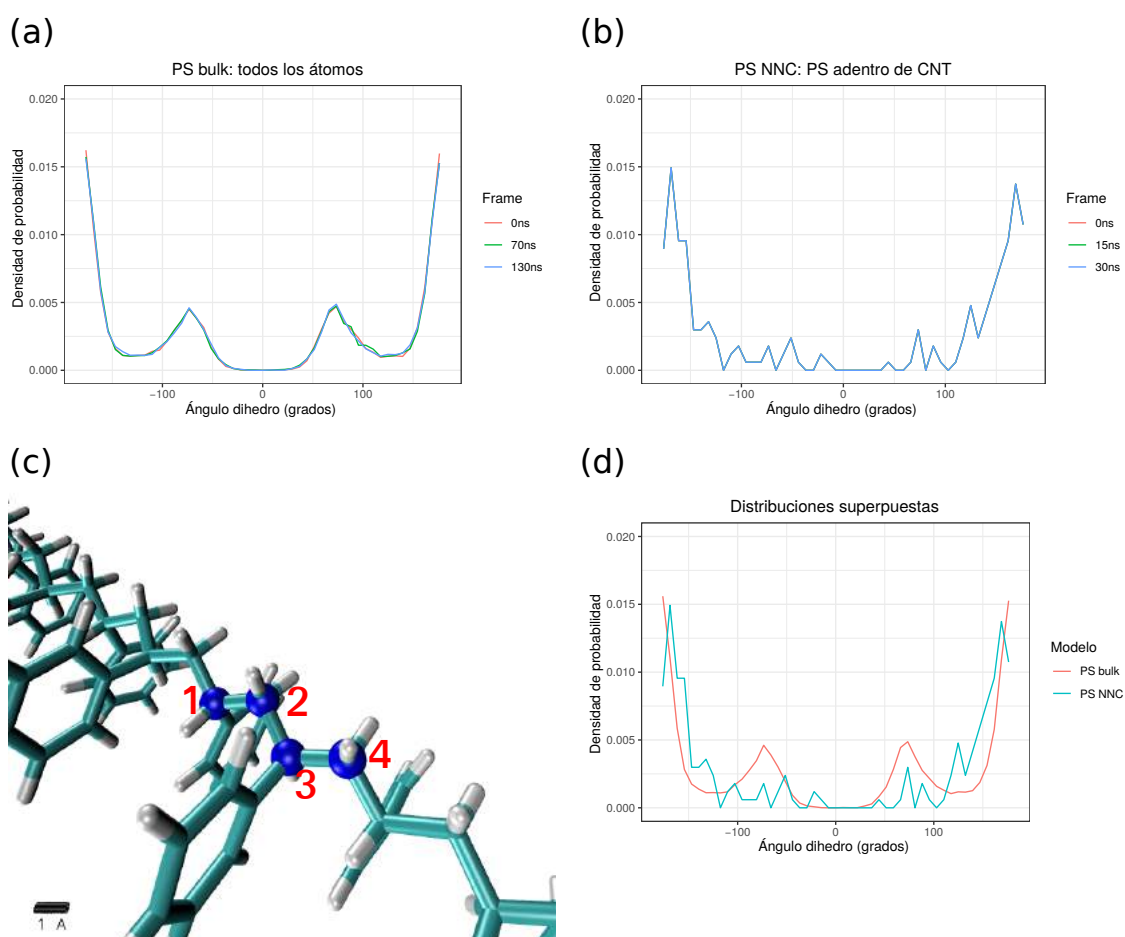 (a)
PS bulk: todos los átomos
0.020
0.015
0.010
0.005
0.000
Densidad de probabilidad
−100
0
100
Ángulo dihedro (grados)
Frame
0ns
70ns
130ns
(b)
PS NNC: PS adentro de CNT
0.020
0.015
0.010
0.005
0.000
Densidad de probabilidad
−100
0
100
Ángulo dihedro (grados)
Frame
0ns
15ns
30ns
(c)
1
2
3
4
1 A
(d)
Distribuciones superpuestas
0.020
0.015
0.010
0.005
0.000
Densidad de probabilidad
−100
0
100
Ángulo dihedro (grados)
Modelo
PS bulk
PS NNC